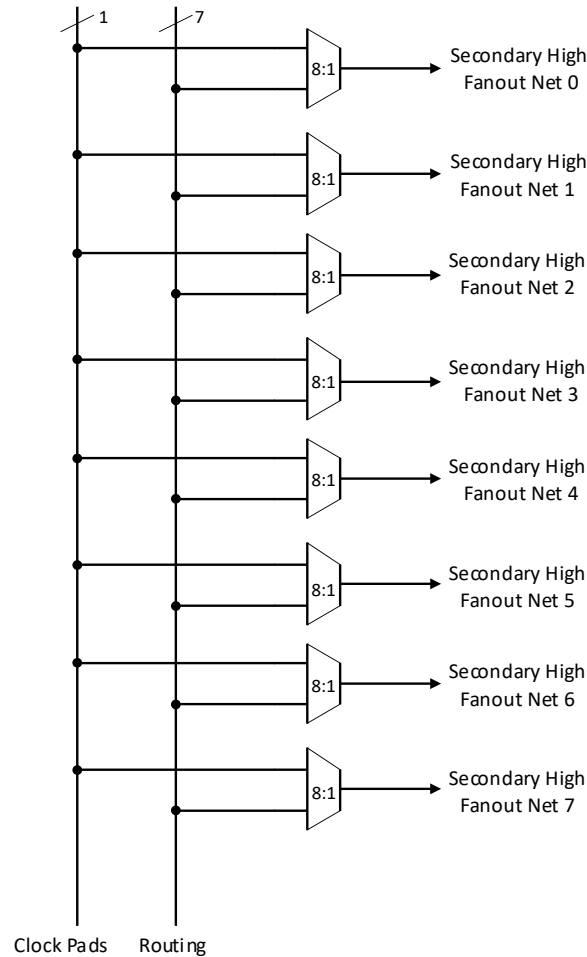 1
7
8:1
Secondary High
Fanout Net 0
8:1
Secondary High
Fanout Net 1
8:1
Secondary High
Fanout Net 2
8:1
Secondary High
Fanout Net 3
8:1
Secondary High
Fanout Net 4
8:1
Secondary High
Fanout Net 5
8:1
Secondary High
Fanout Net 6
8:1
Secondary High
Fanout Net 7
Clock Pads
Routing